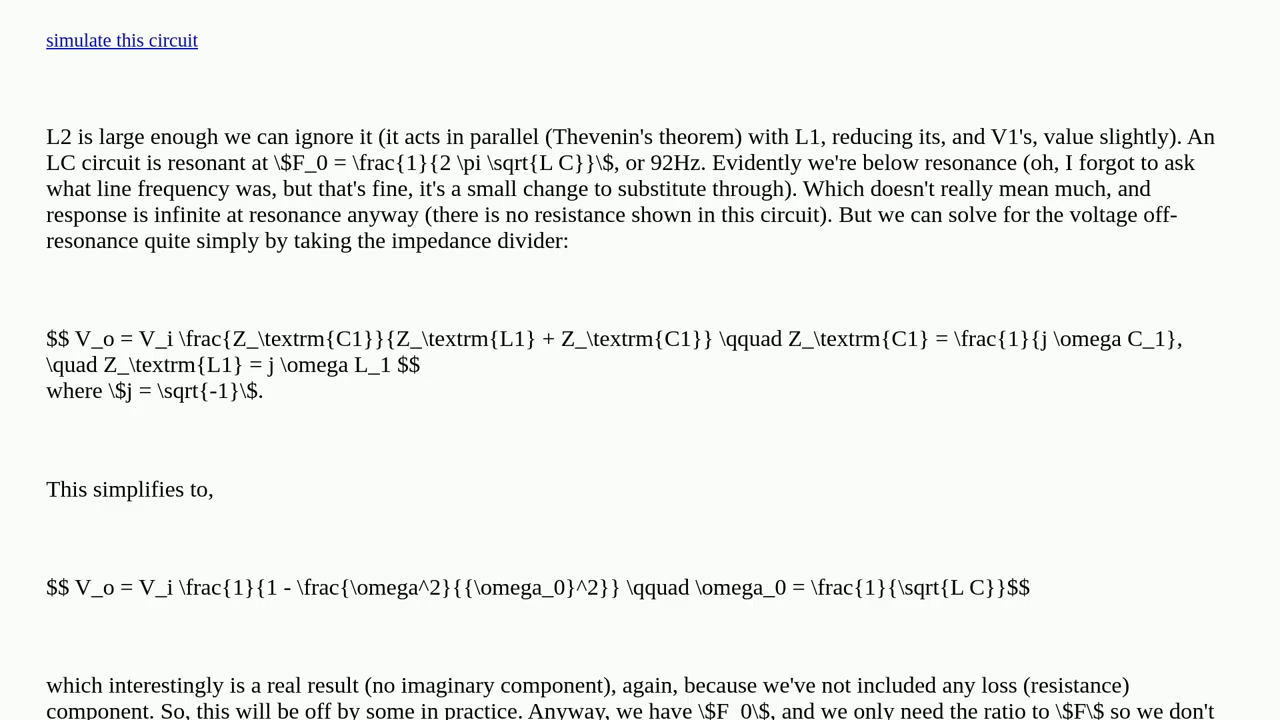 simulate this circuit
L2 is large enough we can ignore it (it acts in parallel (Thevenin's theorem) with L1, reducing its, and V1's, value slightly). An
LC circuit is resonant at \$F_0 = \frac{1}{2 \pi \sqrt{L C}}\$, or 92Hz. Evidently we're below resonance (oh, I forgot to ask
what line frequency was, but that's fine, it's a small change to substitute through). Which doesn't really mean much, and
response is infinite at resonance anyway (there is no resistance shown in this circuit). But we can solve for the voltage off-
resonance quite simply by taking the impedance divider:
$$ V_o = V_i \frac{Z_\textrm{C1}}{Z_\textrm{L1} + Z_\textrm{C1}} \qquad Z_\textrm{C1} = \frac{1}{j \omega C_1},
\quad Z_\textrm{L1} = j \omega L_1 $$
where \$j = \sqrt{-1}\$.
This simplifies to,
$$ V_o = V_i \frac{1}{1 - \frac{\omega^2}{{\omega_0}^2}} \qquad \omega_0 = \frac{1}{\sqrt{L C}}$$
which interestingly is a real result (no imaginary component), again, because we've not included any loss (resistance)
component. So, this will be off by some in practice. Anyway, we have \$F_0\$, and we only need the ratio to \$F\$ so we don't